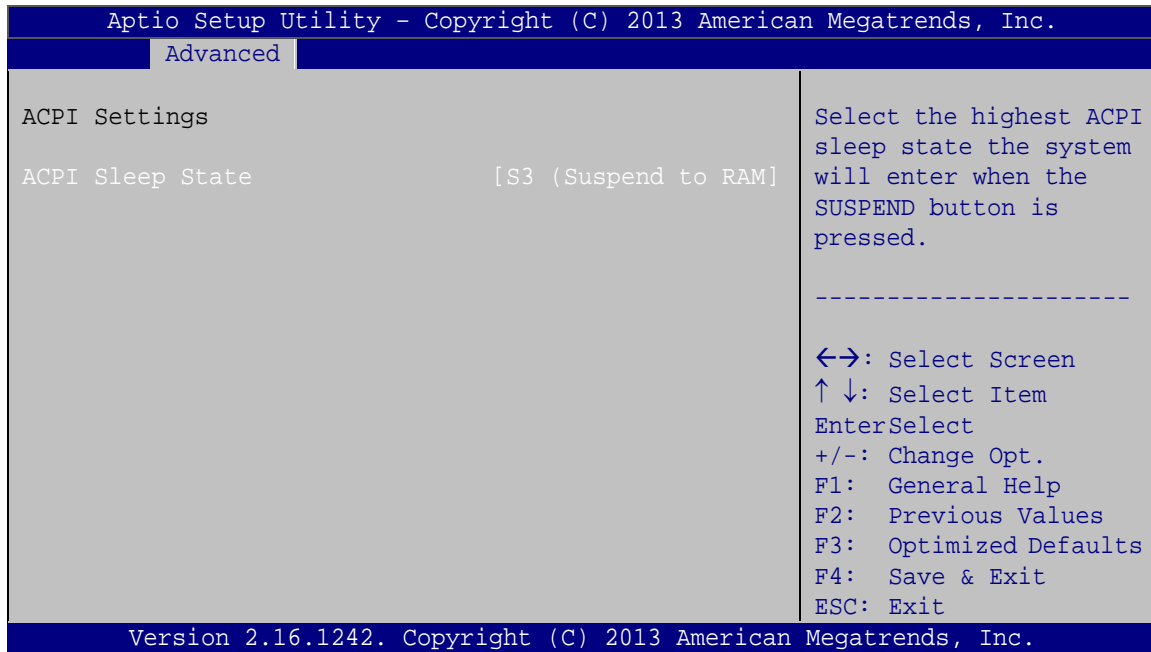 Aptio Setup Utility – Copyright (C) 2013 American Megatrends, Inc.
Advanced
ACPI Settings
ACPI Sleep State [S3 (Suspend to RAM]
Select the highest ACPI
sleep state the system
will enter when the
SUSPEND button is
pressed.
----------------------
←→: Select Screen
↑ ↓: Select Item
EnterSelect
+/-: Change Opt.
F1: General Help
F2: Previous Values
F3: Optimized Defaults
F4: Save & Exit
ESC: Exit
Version 2.16.1242. Copyright (C) 2013 American Megatrends, Inc.